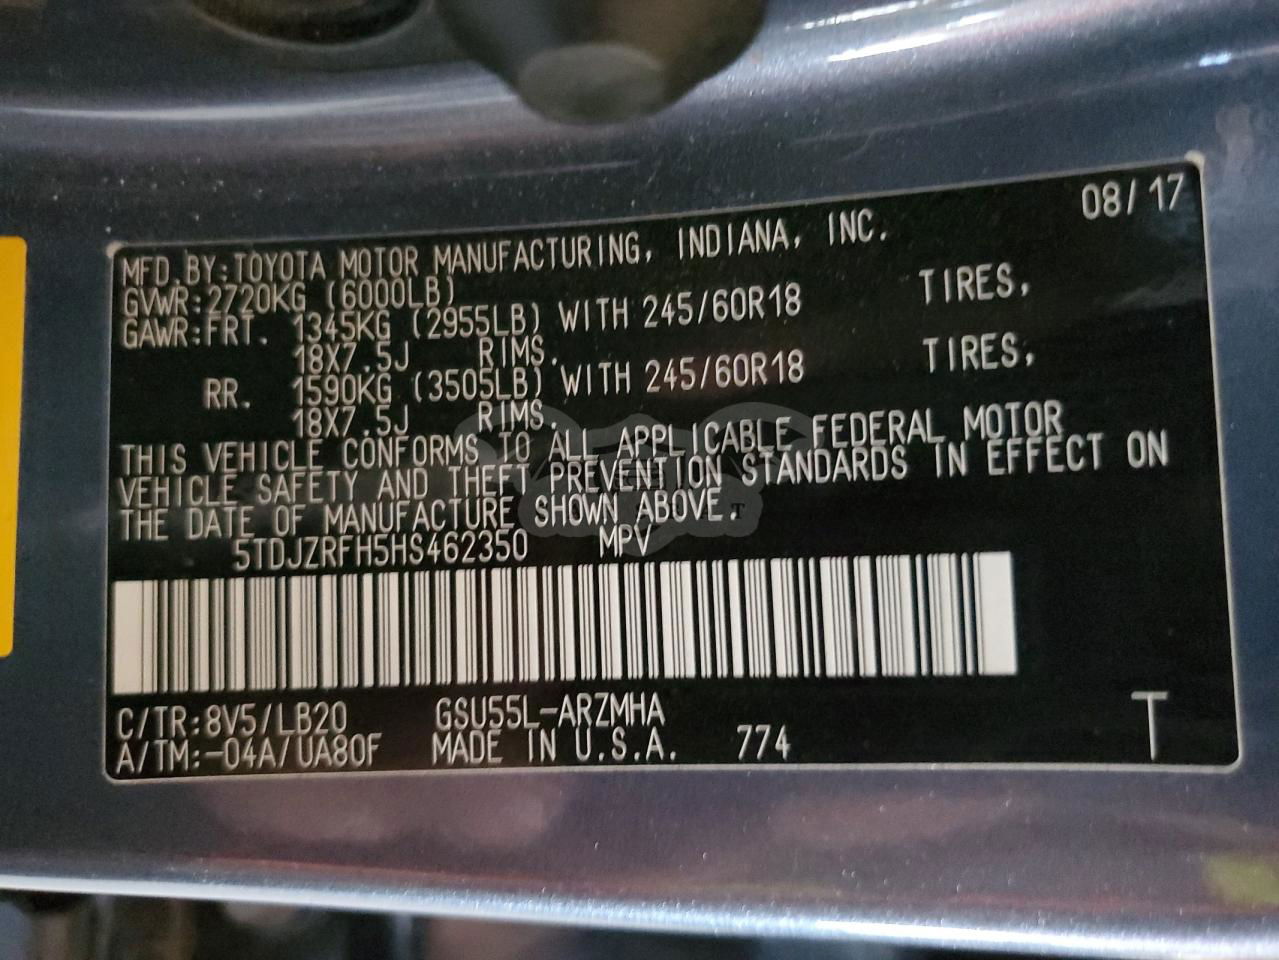 08/17
MFD.BY:TOYOTA MOTOR MANUFACTURING, INDIANA, INC.
GVWR:2720KG (6000LB)
GAWR:FRT. 1345KG (2955LB) WITH 245/60R18 TIRES,
18X7.5J RIMS.
RR. 1590KG (3505LB) WITH 245/60R18 TIRES,
18X7.5J RIMS.
THIS VEHICLE CONFORMS TO ALL APPLICABLE FEDERAL MOTOR
VEHICLE SAFETY AND THEFT PREVENTION STANDARDS IN EFFECT ON
THE DATE OF MANUFACTURE SHOWN ABOVE.
5TDJZRFH5HS462350 MPV
C/TR:8V5/LB20 GSU55L-ARZMHA
A/TM:-04A/UA80F MADE IN U.S.A. 774 T